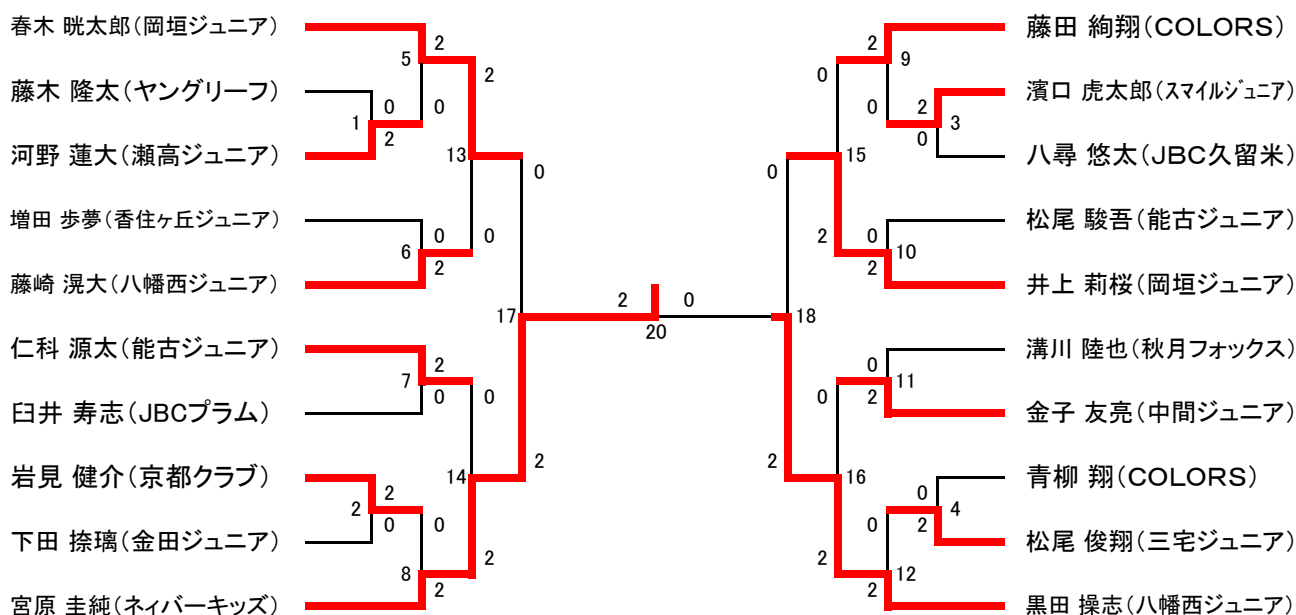 春木 晄太郎(岡垣ジュニア)
藤木 隆太(ヤングリーフ)
河野 蓮大(瀬高ジュニア)
増田 歩夢(香住ヶ丘ジュニア)
藤崎 滉大(八幡西ジュニア)
仁科 源太(能古ジュニア)
臼井 寿志(JBCプラム)
岩見 健介(京都クラブ)
下田 捺璃(金田ジュニア)
宮原 圭純(ネィバーキッズ)
5
2
0
1
0
2
13
2
0
6
0
2
17
0
2
7
2
0
14
0
2
2
2
0
8
0
2
2
0
20
藤田 絢翔(COLORS)
濱口 虎太郎(スマイルジュニア)
八尋 悠太(JBC久留米)
松尾 駿吾(能古ジュニア)
井上 莉桜(岡垣ジュニア)
溝川 陸也(秋月フォックス)
金子 友亮(中間ジュニア)
青柳 翔(COLORS)
松尾 俊翔(三宅ジュニア)
黒田 操志(八幡西ジュニア)
2
9
0
2
3
0
0
15
2
0
10
2
0
18
2
0
11
2
0
16
2
0
4
2
0
12
2